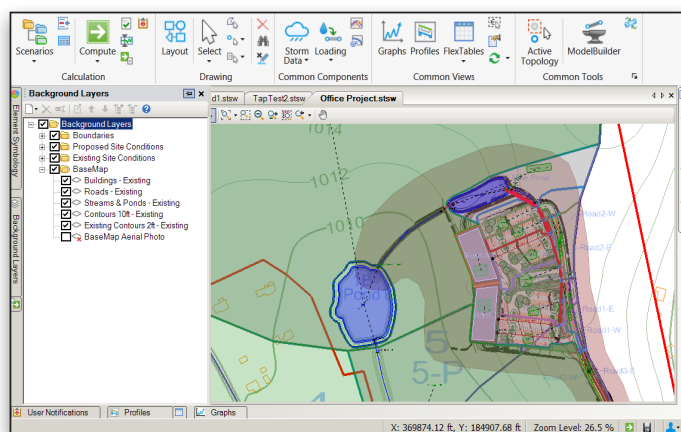 Scenarios
Compute
Layout
Select
Storm Data
Loading
Graphs
Profiles
FlexTables
Active Topology
ModelBuilder
Calculation
Drawing
Common Components
Common Views
Common Tools
Background Layers
d1.stsw
TapTest2.stsw
Office Project.stsw
Element Symbology
Background Layers
Background Layers
Boundaries
Proposed Site Conditions
Existing Site Conditions
BaseMap
Buildings - Existing
Roads - Existing
Streams & Ponds - Existing
Contours 10ft - Existing
Existing Contours 2ft - Existing
BaseMap Aerial Photo
1014
1012
1010
Road2-W
Road2-E
Road1-E
Road1-W
Road3-E
5
5-P
User Notifications
Profiles
Graphs
X: 369874.12 ft, Y: 184907.68 ft
Zoom Level: 26.5 %